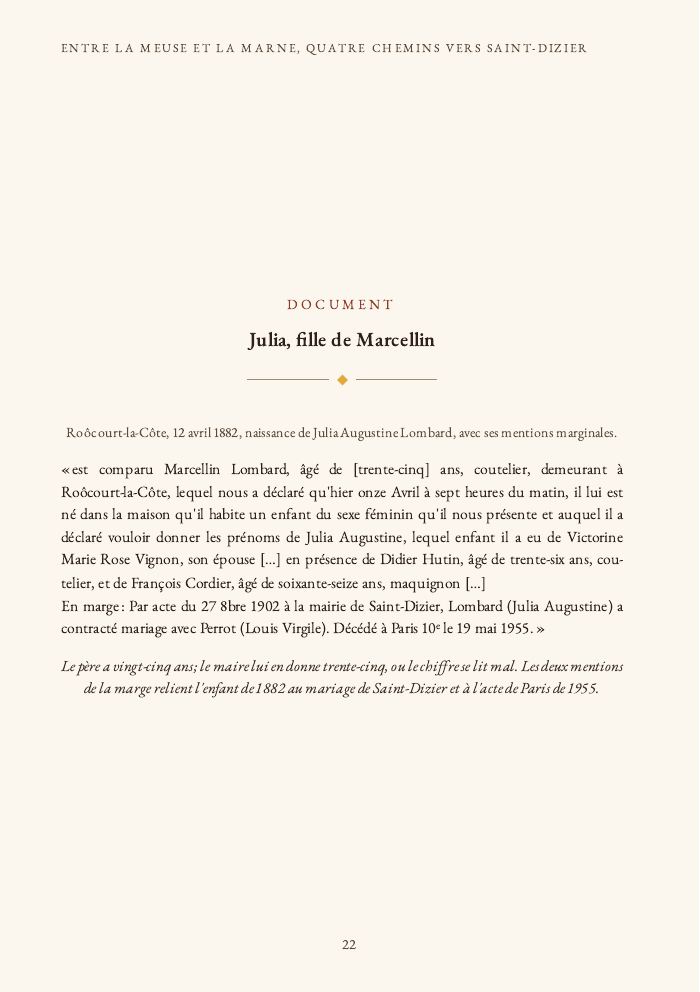 ENTRE LA MEUSE ET LA MARNE, QUATRE CHEMINS VERS SAINT-DIZIER
DOCUMENT
Julia, fille de Marcellin
Roôcourt-la-Côte, 12 avril 1882, naissance de Julia Augustine Lombard, avec ses mentions marginales.
« est comparu Marcellin Lombard, âgé de [trente-cinq] ans, coutelier, demeurant à
Roôcourt-la-Côte, lequel nous a déclaré qu'hier onze Avril à sept heures du matin, il lui est
né dans la maison qu'il habite un enfant du sexe féminin qu'il nous présente et auquel il a
déclaré vouloir donner les prénoms de Julia Augustine, lequel enfant il a eu de Victorine
Marie Rose Vignon, son épouse [...] en présence de Didier Hutin, âgé de trente-six ans, cou-
telier, et de François Cordier, âgé de soixante-seize ans, maquignon [...]
En marge : Par acte du 27 8bre 1902 à la mairie de Saint-Dizier, Lombard (Julia Augustine) a
contracté mariage avec Perrot (Louis Virgile). Décédé à Paris 10e le 19 mai 1955. »
Le père a vingt-cinq ans; le maire lui en donne trente-cinq, ou le chiffre se lit mal. Les deux mentions
de la marge relient l'enfant de 1882 au mariage de Saint-Dizier et à l'acte de Paris de 1955.
22